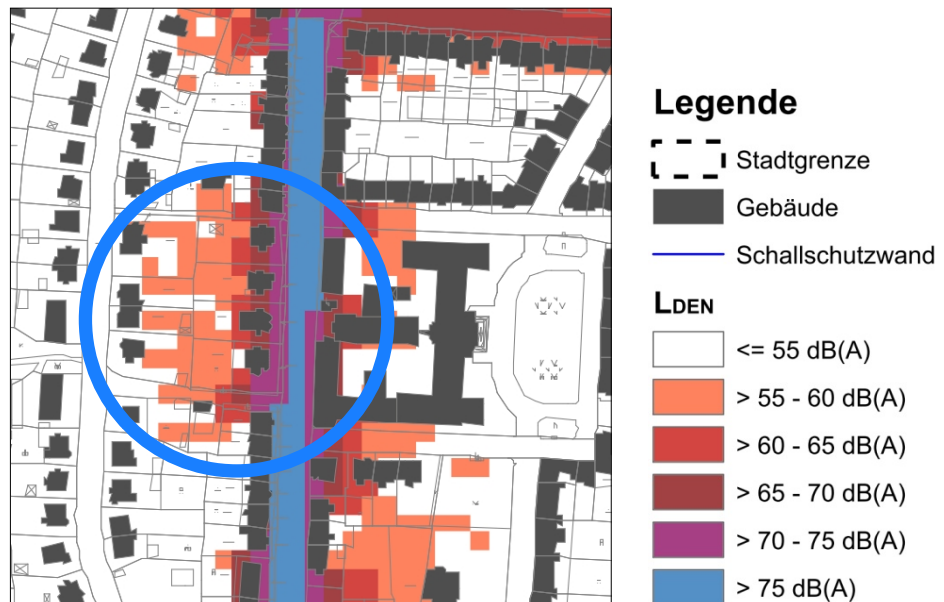 Legende
Stadtgrenze
Gebäude
Schallschutzwand
LDEN
<= 55 dB(A)
> 55 - 60 dB(A)
> 60 - 65 dB(A)
> 65 - 70 dB(A)
> 70 - 75 dB(A)
> 75 dB(A)